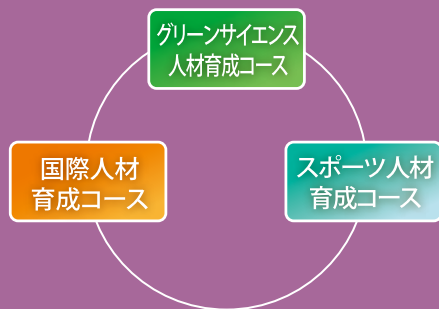 グリーンサイエンス
人材育成コース
国際人材
育成コース
スポーツ人材
育成コース